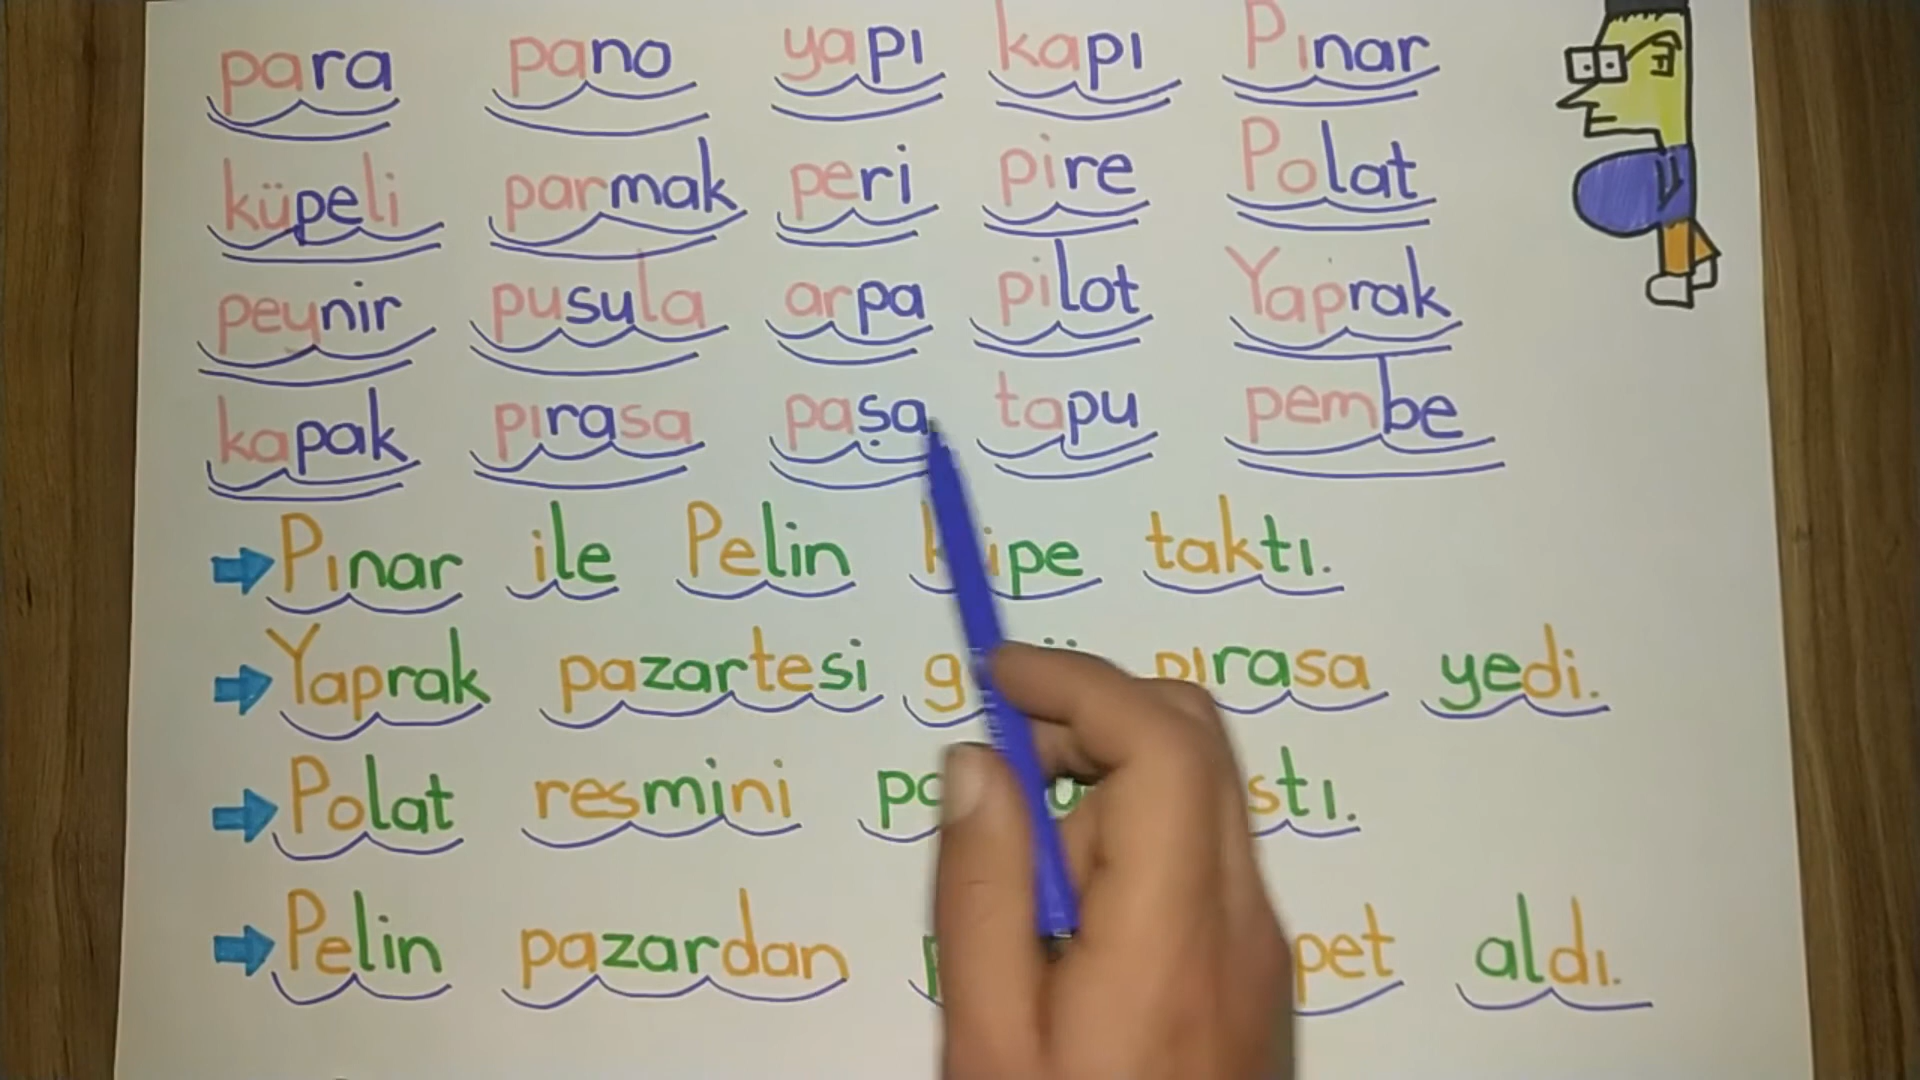 para pano yapı kapı Pınar
küpeli parmak peri pire Polat
peynir pusula arpa pilot Yaprak
kapak pırasa paşa tapu pembe
Pınar ile Pelin taktı.
Yaprak pazartesi pırasa yedi.
Polat resmini
Pelin pazardan aldı.